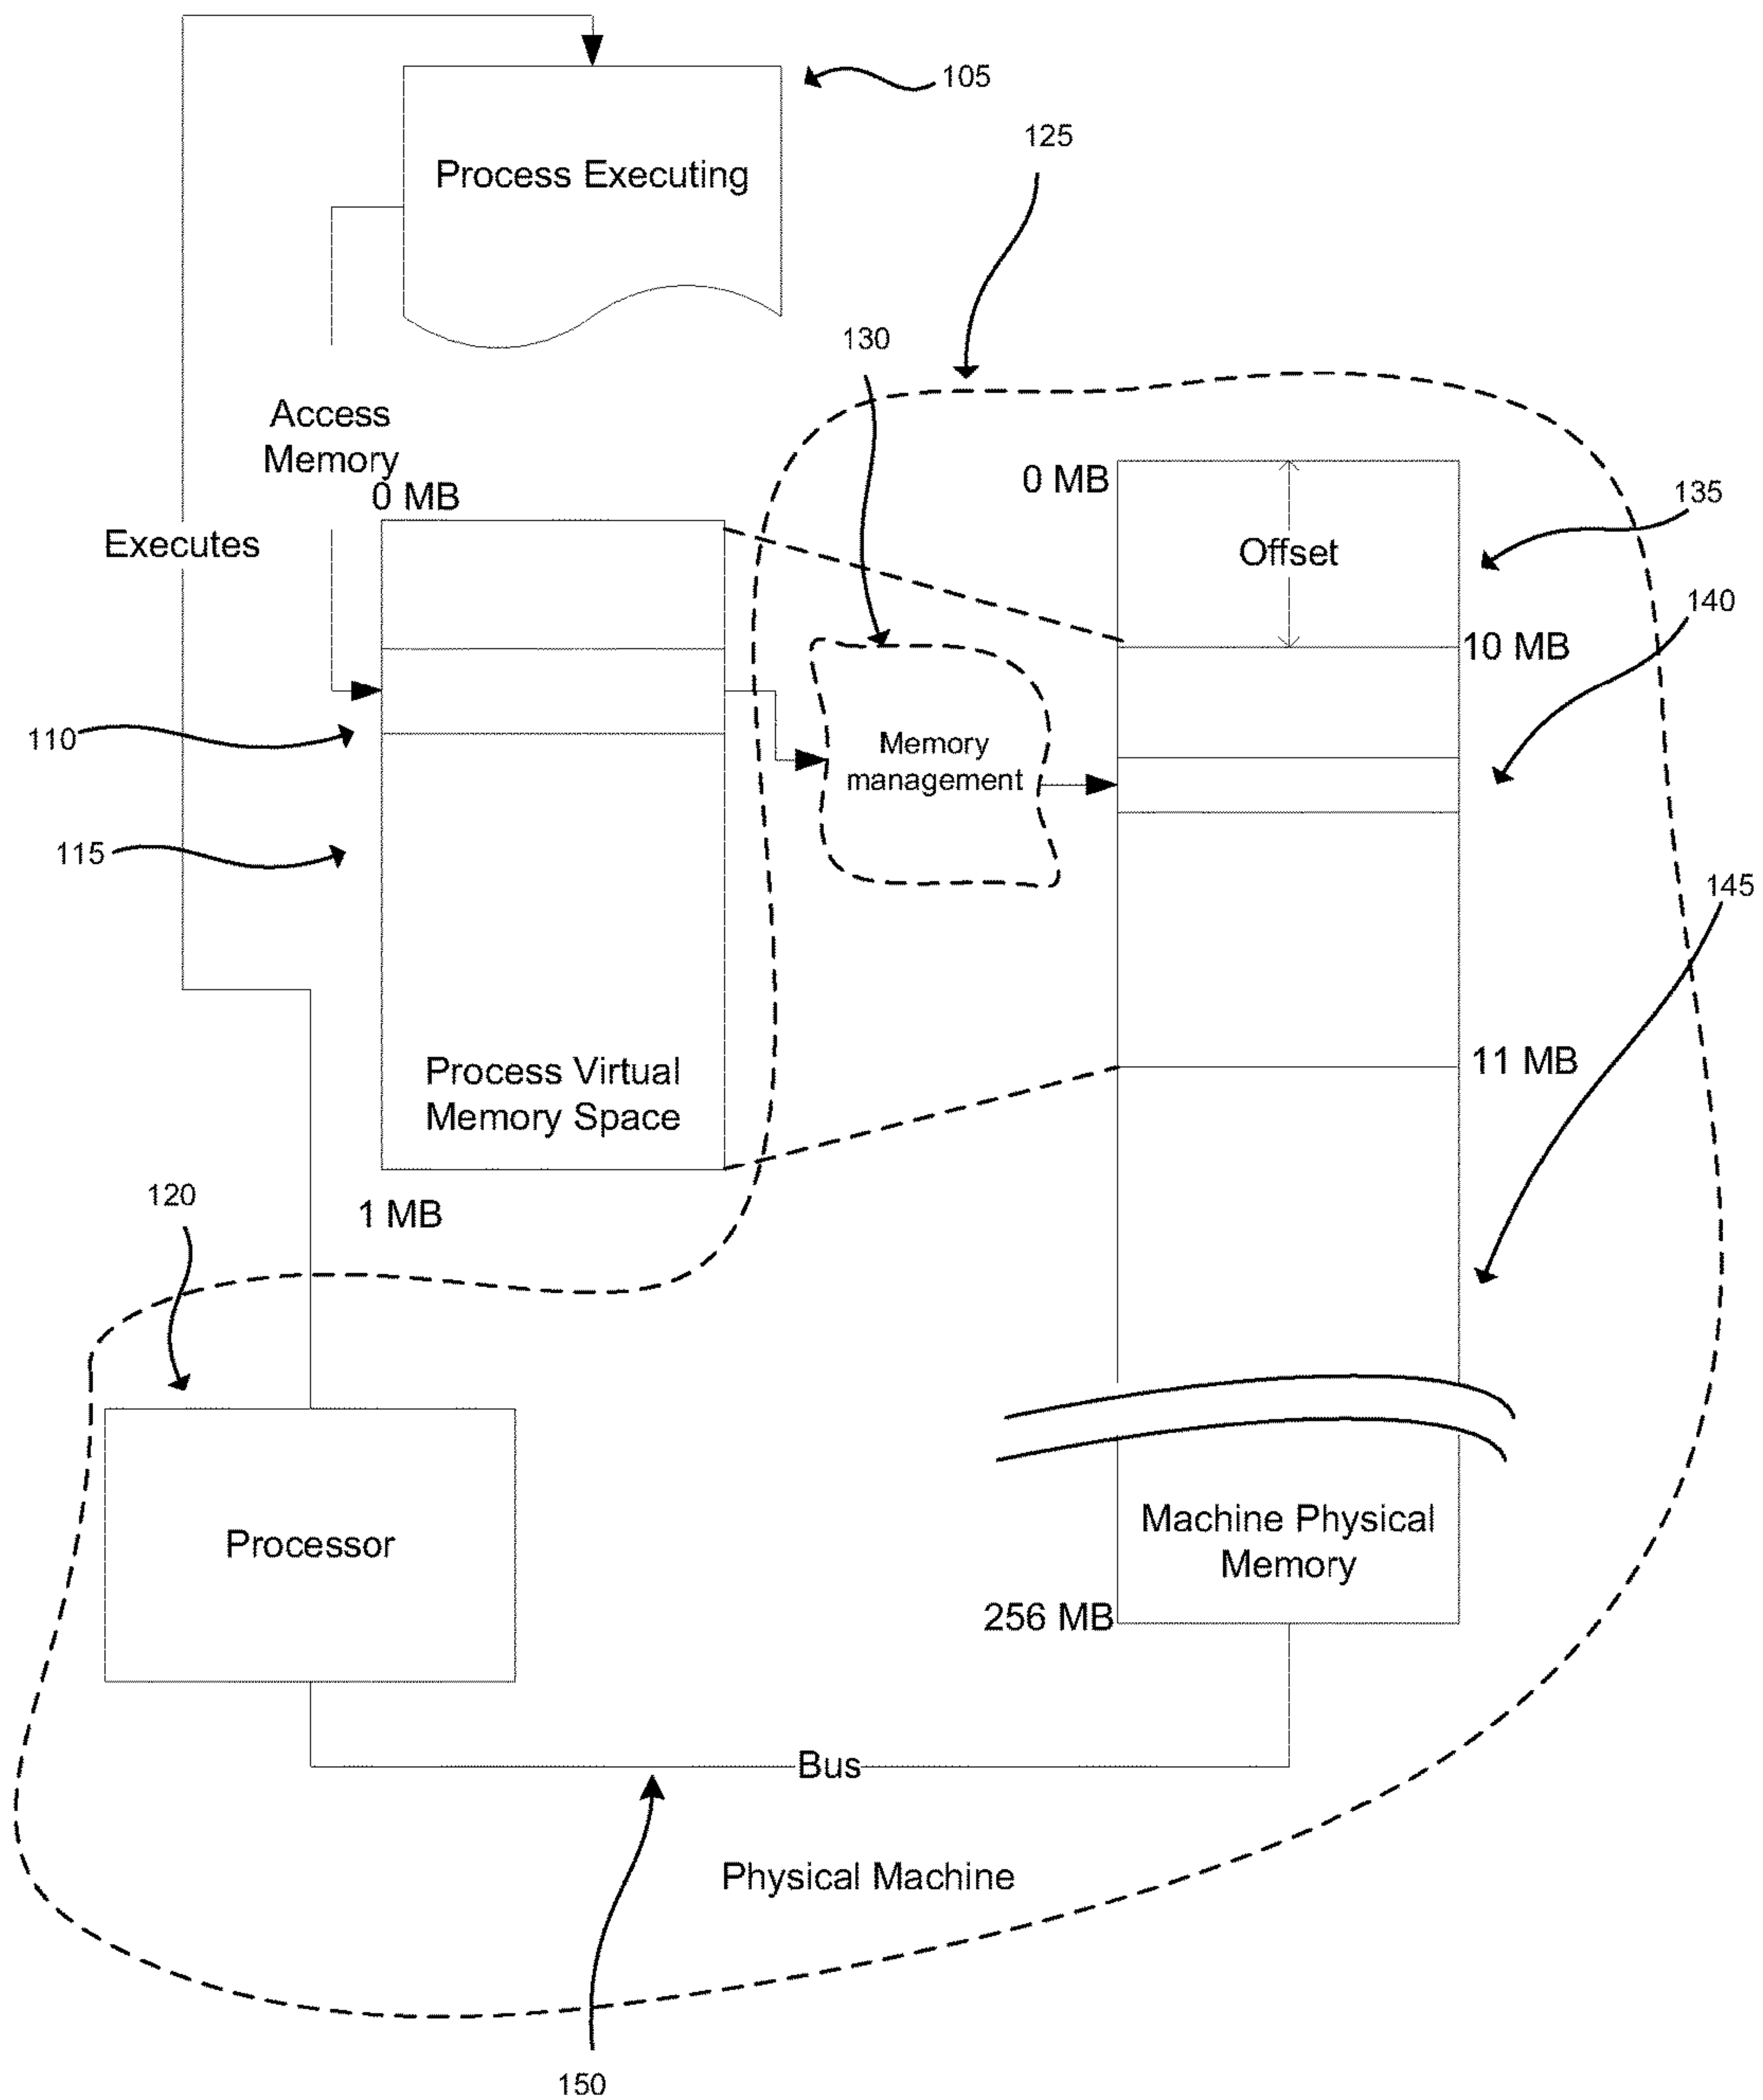 105
Process Executing
125
130
Access
Memory
0 MB
0 MB
135
Executes
Offset
140
10 MB
110
Memory
management
115
145
Process Virtual
Memory Space
11 MB
120
1 MB
Processor
Machine Physical
Memory
256 MB
Bus
Physical Machine
150